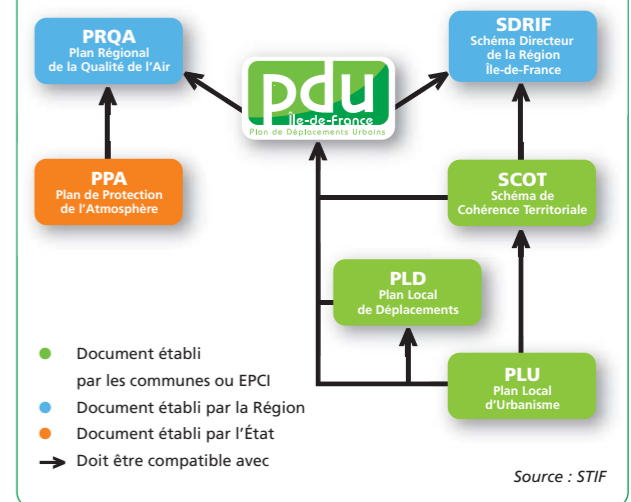 PRQA
Plan Régional
de la Qualité de l'Air
SDRIF
Schéma Directeur
de la Région
Île-de-France
pdu
Île-de-France
Plan de Déplacements Urbains
PPA
Plan de Protection
de l'Atmosphère
SCOT
Schéma de
Cohérence Territoriale
PLD
Plan Local
de Déplacements
PLU
Plan Local
d'Urbanisme
Document établi
par les communes ou EPCI
Document établi par la Région
Document établi par l'État
Doit être compatible avec
Source : STIF